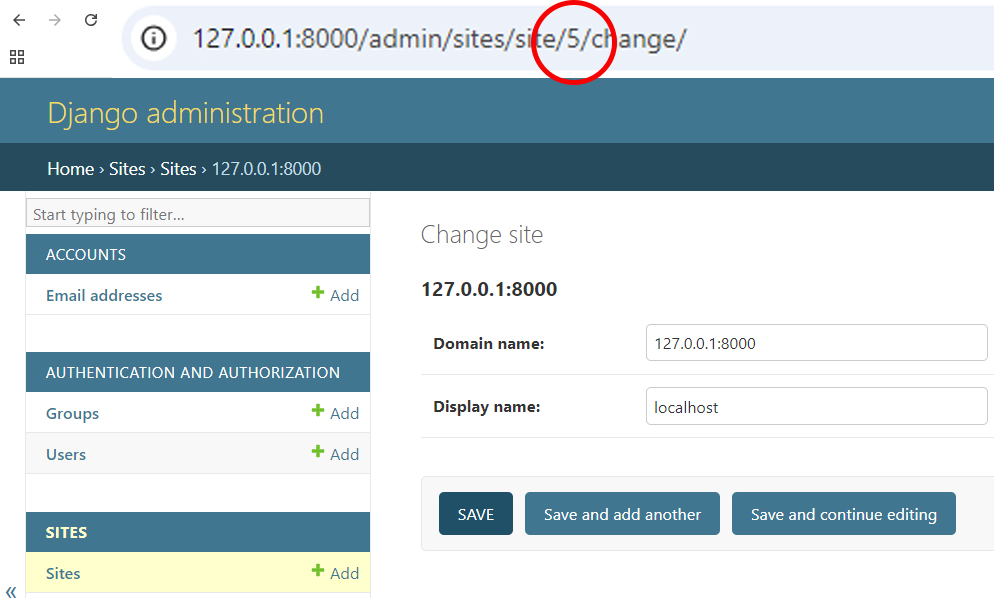 127.0.0.1:8000/admin/sites/site/5/change/
Django administration
Home › Sites › Sites › 127.0.0.1:8000
Start typing to filter...
ACCOUNTS
Email addresses + Add
AUTHENTICATION AND AUTHORIZATION
Groups + Add
Users + Add
SITES
Sites + Add
«
Change site
127.0.0.1:8000
Domain name: 127.0.0.1:8000
Display name: localhost
SAVE Save and add another Save and continue editing